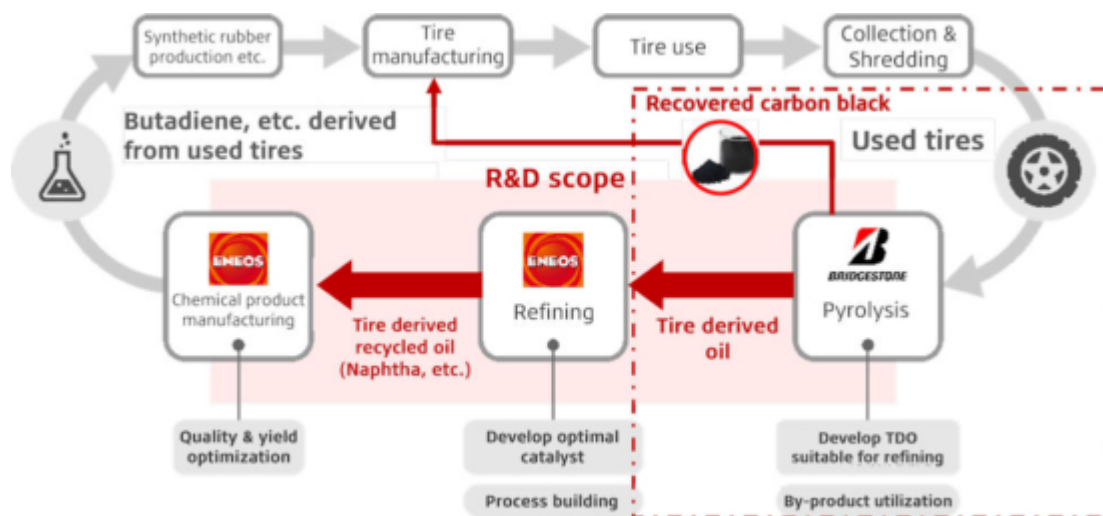 Synthetic rubber
production etc.
Tire
manufacturing
Tire use
Collection &
Shredding
Recovered carbon black
Butadiene, etc. derived
from used tires
Used tires
R&D scope
ENEOS
Chemical product
manufacturing
Tire derived
recycled oil
(Naphtha, etc.)
ENEOS
Refining
Tire derived
oil
BRIDGESTONE
Pyrolysis
Quality & yield
optimization
Develop optimal
catalyst
Process building
Develop TDO
suitable for refining
By-product utilization